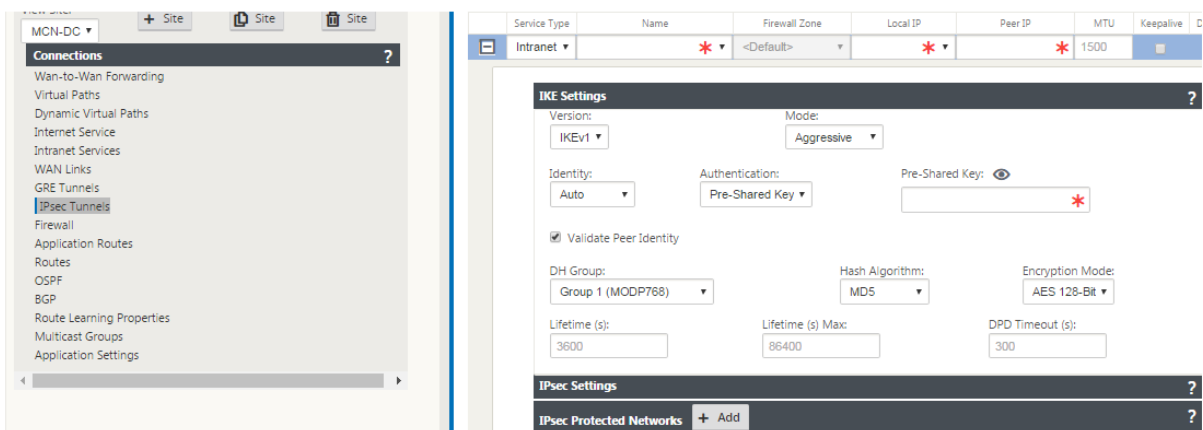 + Site
Site
Site
MCN-DC
Connections ?
Wan-to-Wan Forwarding
Virtual Paths
Dynamic Virtual Paths
Internet Service
Intranet Services
WAN Links
GRE Tunnels
IPsec Tunnels
Firewall
Application Routes
Routes
OSPF
BGP
Route Learning Properties
Multicast Groups
Application Settings
Service Type Name Firewall Zone Local IP Peer IP MTU Keepalive
Intranet * <Default> * * 1500
IKE Settings ?
Version: Mode:
IKEv1 Aggressive
Identity: Authentication: Pre-Shared Key:
Auto Pre-Shared Key *
Validate Peer Identity
DH Group: Hash Algorithm: Encryption Mode:
Group 1 (MODP768) MD5 AES 128-Bit
Lifetime (s): Lifetime (s) Max: DPD Timeout (s):
3600 86400 300
IPsec Settings ?
IPsec Protected Networks + Add ?